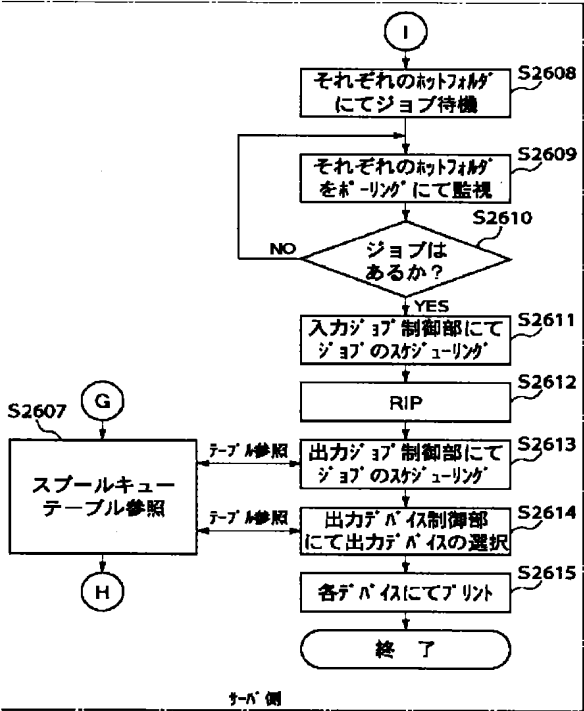 I
S2608
それぞれのホットフォルダ
にてジョブ待機
S2609
それぞれのホットフォルダ
をポーリングにて監視
S2610
NO
ジョブは
あるか？
YES
S2611
入力ジョブ制御部にて
ジョブのスケジューリング
S2612
RIP
G
S2607
スプールキュー
テーブル参照
H
テーブル参照
S2613
出力ジョブ制御部にて
ジョブのスケジューリング
テーブル参照
S2614
出力デバイス制御部
にて出力デバイスの選択
S2615
各デバイスにてプリント
終 了
サーバ側